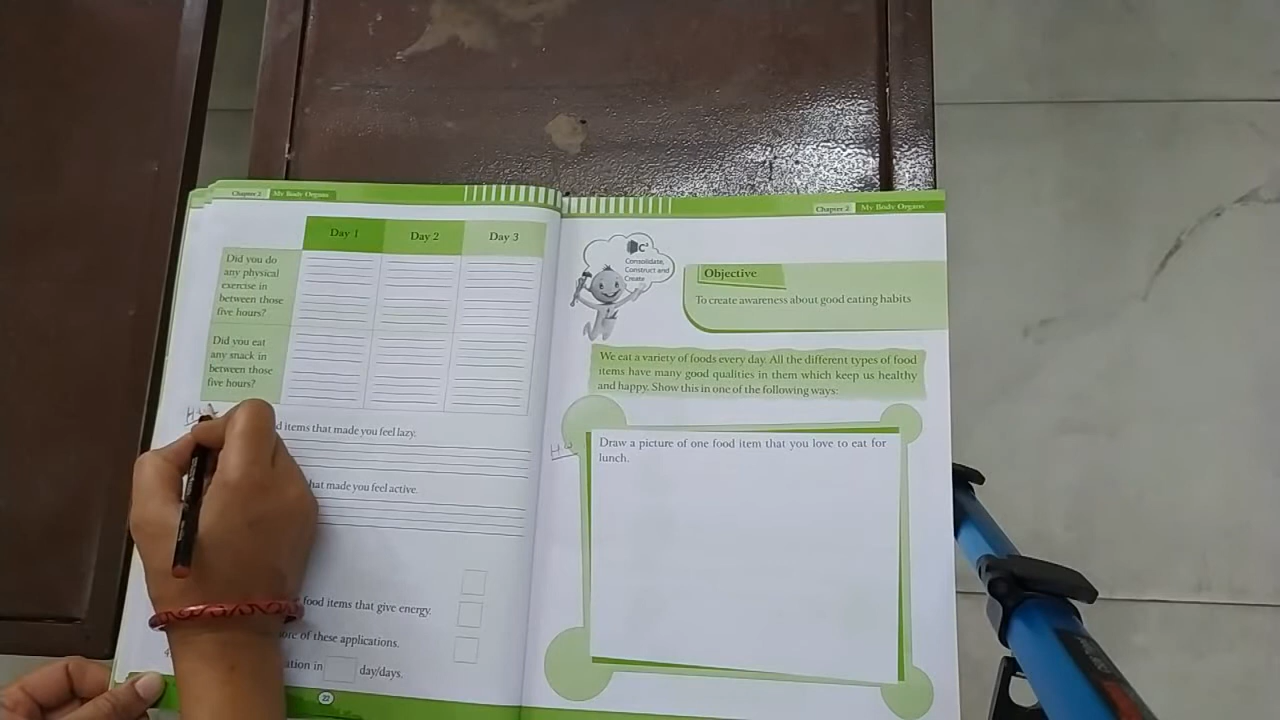 Chapter 2 My Body Organs
Day 1 Day 2 Day 3
Did you do
any physical
exercise in
between those
five hours?
Did you eat
any snack in
between those
five hours?
items that made you feel lazy.
that made you feel active.
food items that give energy.
of these applications.
in day/days.
22
Chapter 2 My Body Organs
C³
Consolidate,
Construct and
Create
Objective
To create awareness about good eating habits
We eat a variety of foods every day. All the different types of food
items have many good qualities in them which keep us healthy
and happy. Show this in one of the following ways:
H.W
Draw a picture of one food item that you love to eat for
lunch.